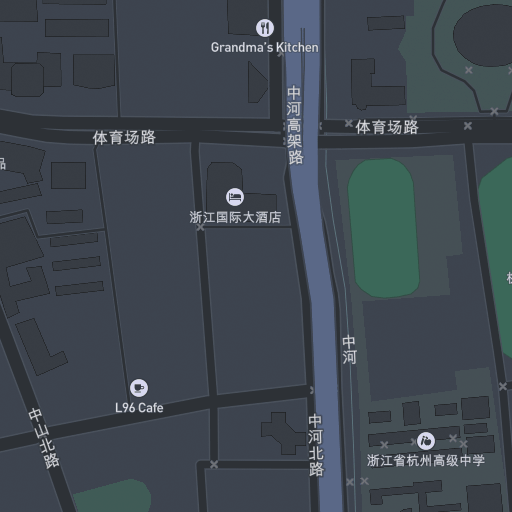 Grandma's Kitchen
中河高架路
体育场路
体育场路
品
浙江国际大酒店
中河
L96 Cafe
中山北路
中河北路
浙江省杭州高级中学